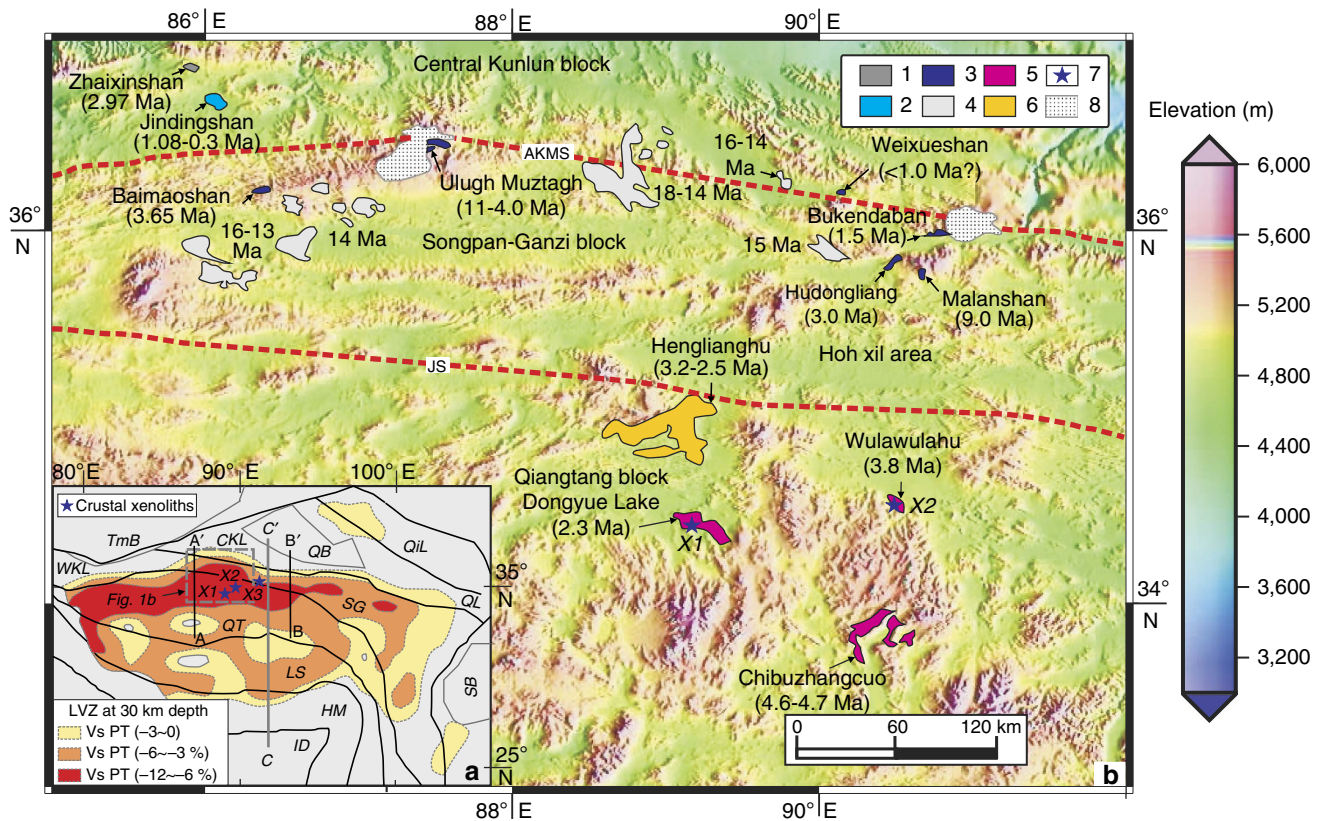 86° E
88° E
90° E
Central Kunlun block
Zhaixinshan
(2.97 Ma)
Jindingshan
(1.08-0.3 Ma)
1
3
5
7
2
4
6
8
Elevation (m)
6,000
5,600
5,200
4,800
4,400
4,000
3,600
3,200
AKMS
16-14
Ma
Weixueshan
(<1.0 Ma?)
Baimaoshan
(3.65 Ma)
Ulugh Muztagh
(11-4.0 Ma)
18-14 Ma
Bukendaban
(1.5 Ma)
36°
N
36°
N
16-13
Ma
14 Ma
Songpan-Ganzi block
15 Ma
Hudongliang
(3.0 Ma)
Malanshan
(9.0 Ma)
JS
Henglianghu
(3.2-2.5 Ma)
Hoh xil area
Wulawulahu
(3.8 Ma)
X2
Qiangtang block
Dongyue Lake
(2.3 Ma)
X1
34°
N
Chibuzhangcuo
(4.6-4.7 Ma)
0
60
120 km
b
88° E
90° E
80°E
90°E
100°E
Crustal xenoliths
TmB
A′
CKL
C′
B′
QB
QiL
WKL
X2
X1
X3
Fig. 1b
35°
N
QL
SG
QT
A
B
LS
SB
HM
ID
C
25°
N
LVZ at 30 km depth
Vs PT (−3~0)
Vs PT (−6~−3 %)
Vs PT (−12~−6 %)
a